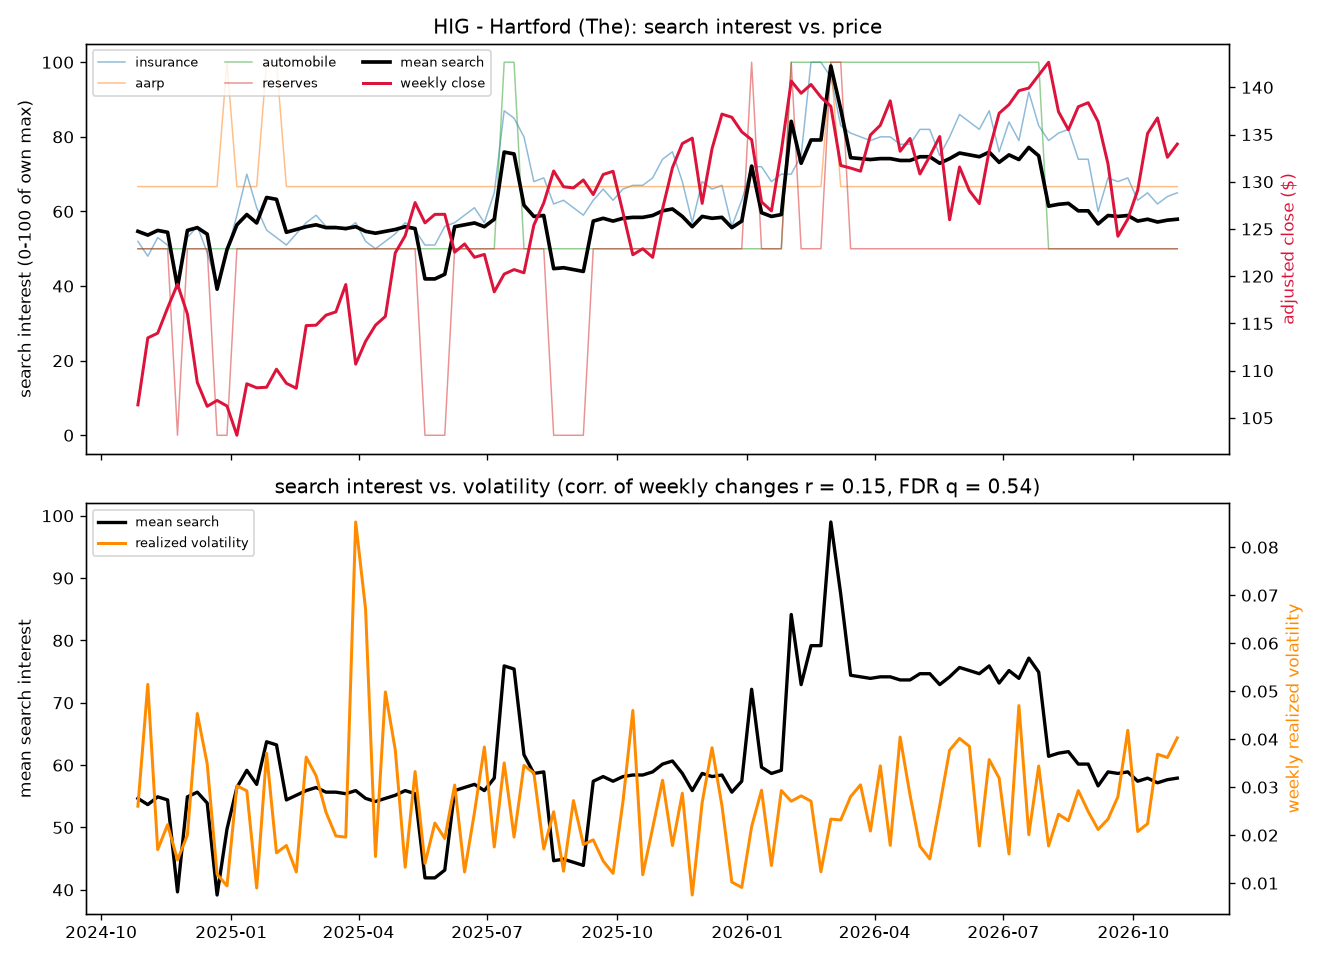 HIG - Hartford (The): search interest vs. price
insurance
aarp
automobile
reserves
mean search
weekly close
search interest (0-100 of own max)
100
80
60
40
20
0
adjusted close ($)
140
135
130
125
120
115
110
105
search interest vs. volatility (corr. of weekly changes r = 0.15, FDR q = 0.54)
mean search
realized volatility
mean search interest
100
90
80
70
60
50
40
weekly realized volatility
0.08
0.07
0.06
0.05
0.04
0.03
0.02
0.01
2024-10
2025-01
2025-04
2025-07
2025-10
2026-01
2026-04
2026-07
2026-10